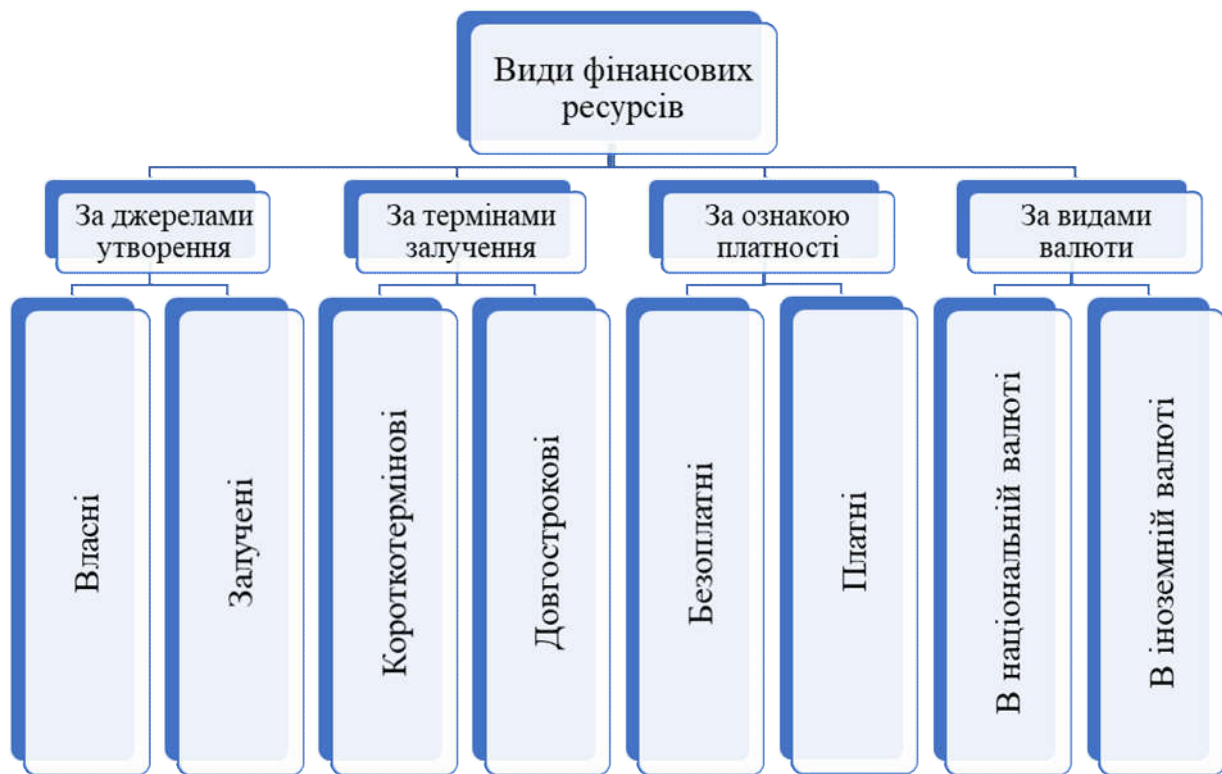 Види фінансових
ресурсів
За джерелами
утворення
За термінами
залучення
За ознакою
платності
За видами
валюти
Власні
Залучені
Короткотермінові
Довгострокові
Безоплатні
Платні
В національній валюті
В іноземній валюті